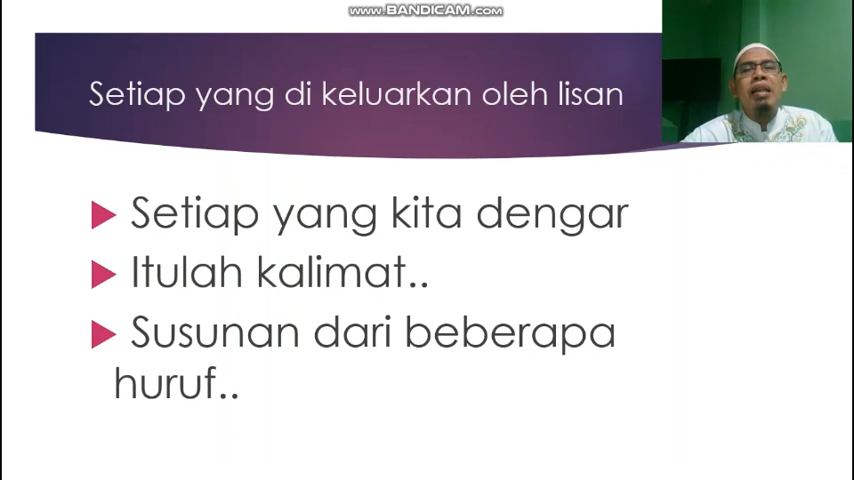 www.BANDICAM.com
Setiap yang di keluarkan oleh lisan
Setiap yang kita dengar
Itulah kalimat..
Susunan dari beberapa
huruf..